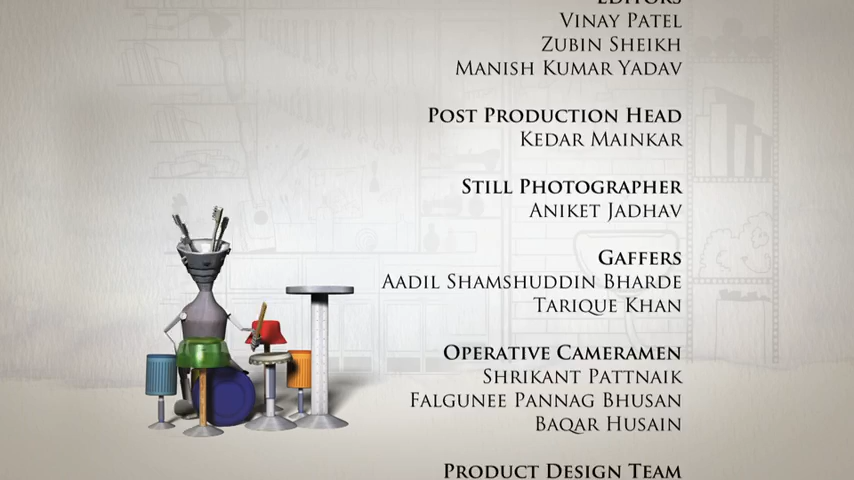 EDITORS
VINAY PATEL
ZUBIN SHEIKH
MANISH KUMAR YADAV
POST PRODUCTION HEAD
KEDAR MAINKAR
STILL PHOTOGRAPHER
ANIKET JADHAV
GAFFERS
AADIL SHAMSHUDDIN BHARDE
TARIQUE KHAN
OPERATIVE CAMERAMEN
SHRIKANT PATTNAIK
FALGUNEE PANNAG BHUSAN
BAQAR HUSAIN
PRODUCT DESIGN TEAM